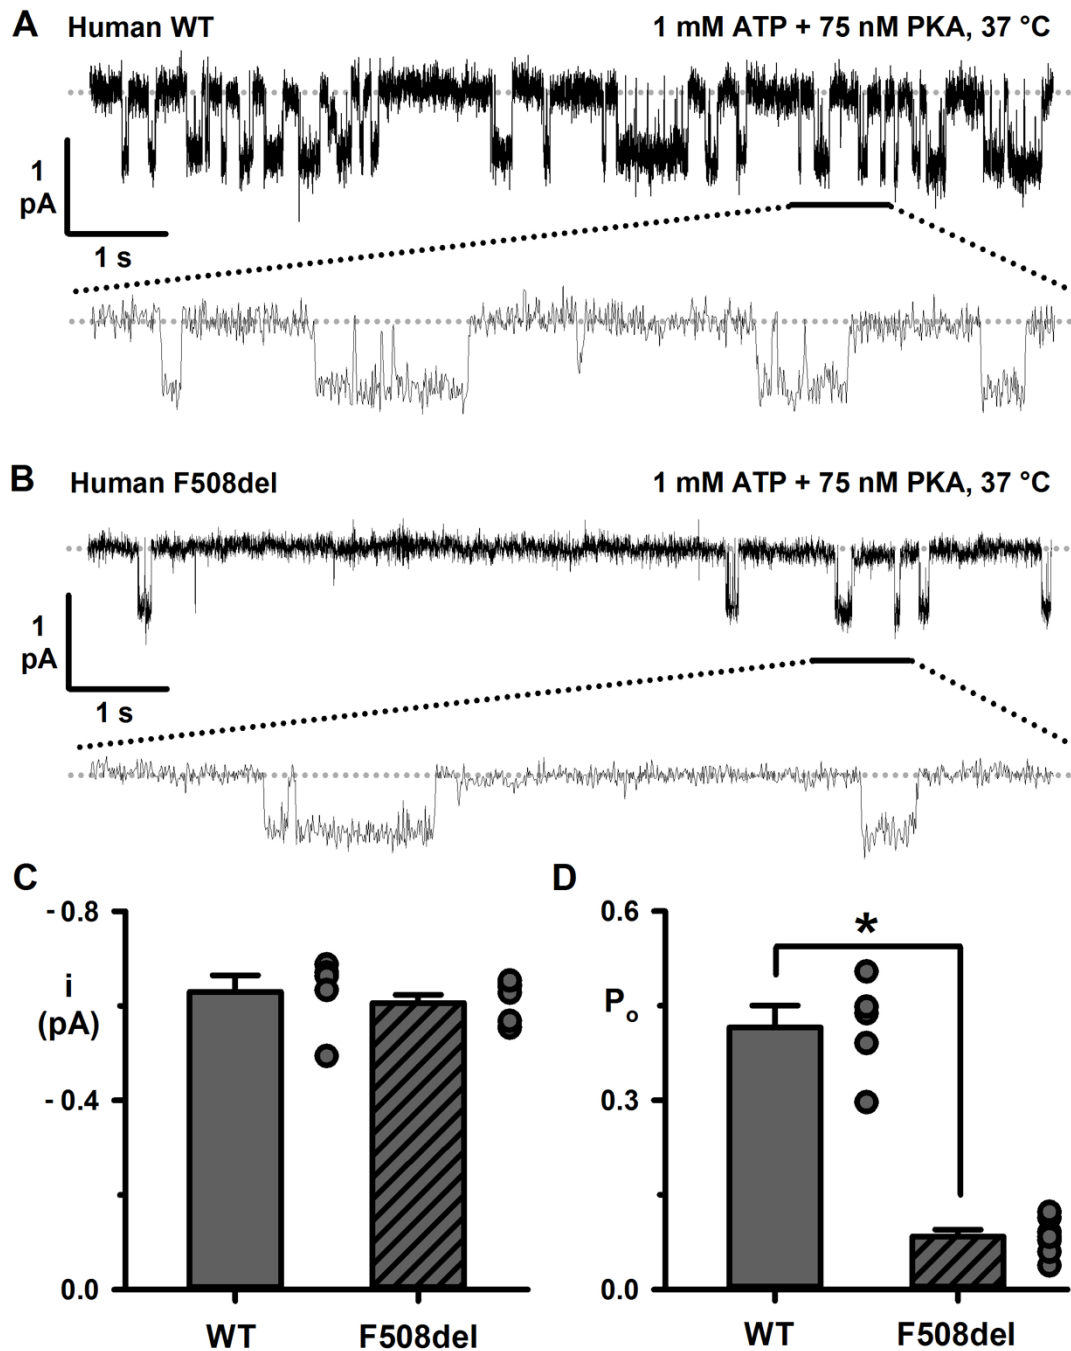 A Human WT 1 mM ATP + 75 nM PKA, 37 °C
1
pA
1 s
B Human F508del 1 mM ATP + 75 nM PKA, 37 °C
1
pA
1 s
C
- 0.8
i
(pA)
- 0.4
0.0
WT F508del
D
0.6
*
Po
0.3
0.0
WT F508del